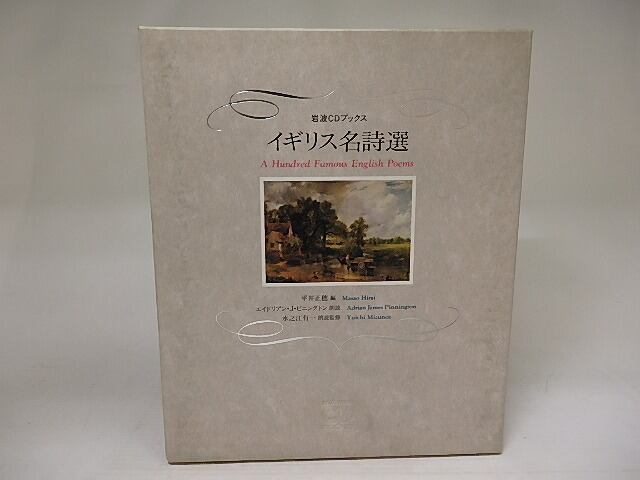 岩波CDブックス
イギリス名詩選
A Hundred Famous English Poems
平井正穂 編 Masao Hirai
エイドリアン・J・ピニングトン 朗読 Adrian James Pinnington
水之江有一 朗読監修 Yuichi Mizunoe